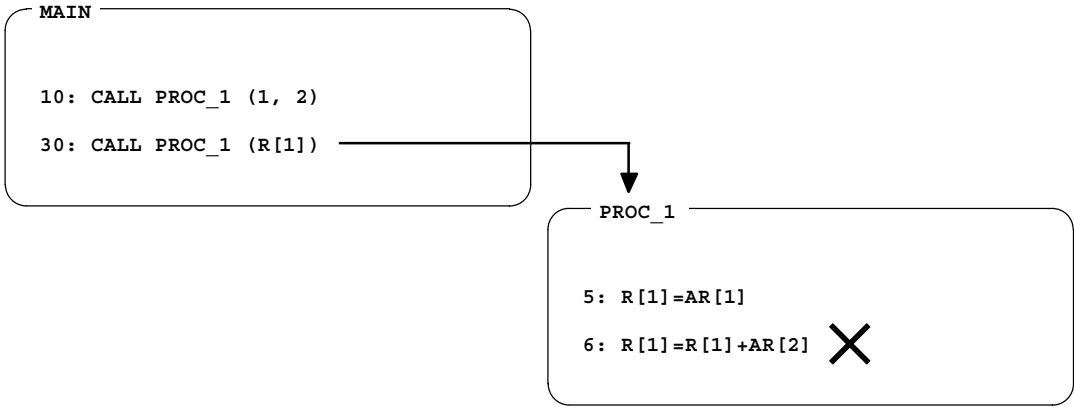 MAIN
10: CALL PROC_1 (1, 2)
30: CALL PROC_1 (R[1])
PROC_1
5: R[1]=AR[1]
6: R[1]=R[1]+AR[2]